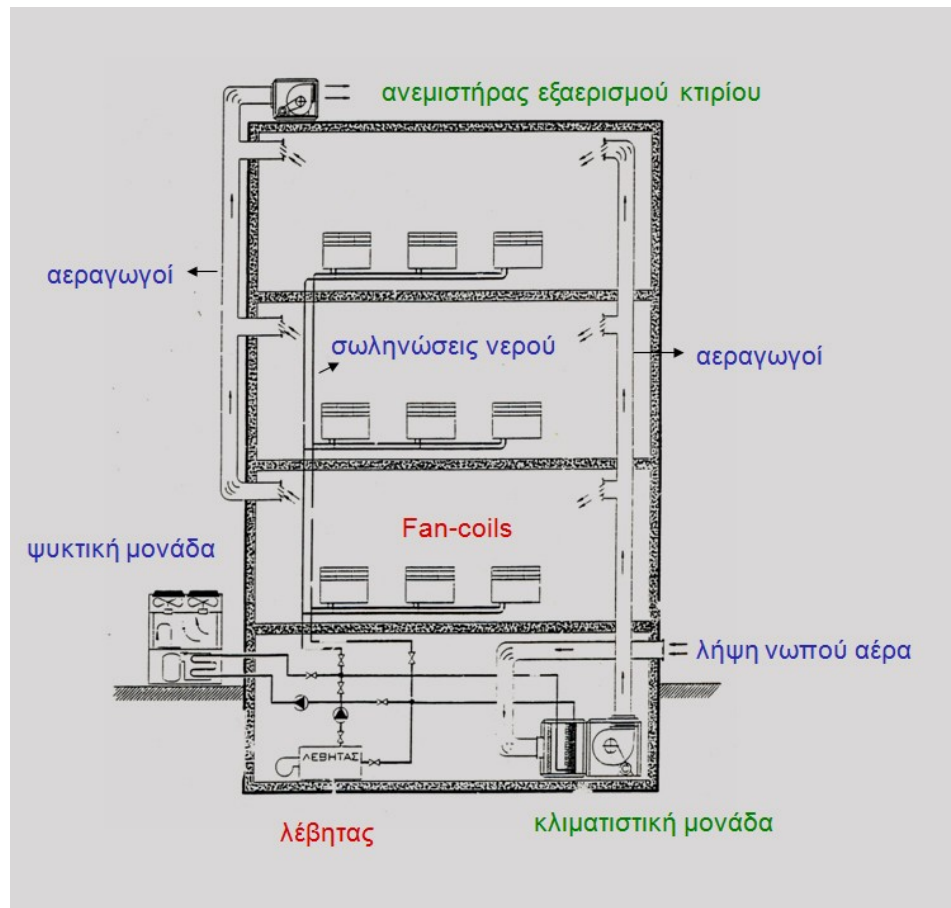 ανεμιστήρας εξαερισμού κτιρίου
αεραγωγοί
σωληνώσεις νερού
αεραγωγοί
Fan-coils
ψυκτική μονάδα
λήψη νωπού αέρα
ΛΕΒΗΤΑΣ
λέβητας
κλιματιστική μονάδα